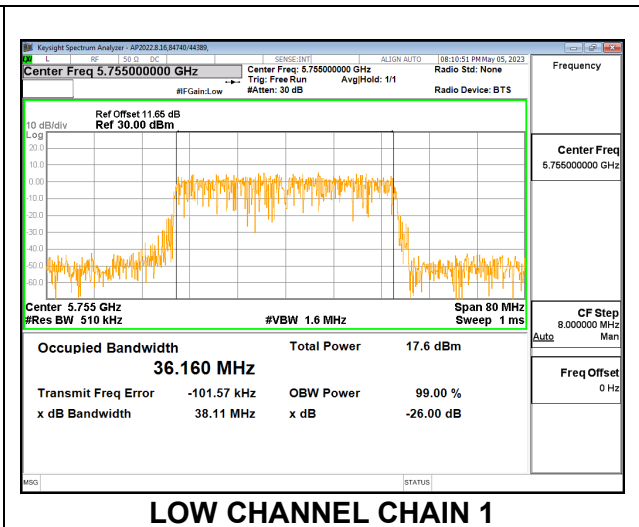 Keysight Spectrum Analyzer - AP2022.8.16,84740/44389,
L RF 50 Ω DC SENSE:INT ALIGN AUTO 08:10:51 PM May 05, 2023
Center Freq 5.755000000 GHz
Center Freq: 5.755000000 GHz Radio Std: None
Trig: Free Run Avg|Hold: 1/1
#IFGain:Low #Atten: 30 dB Radio Device: BTS
Frequency
Ref Offset 11.65 dB
10 dB/div Ref 30.00 dBm
Log
20.0
10.0
0.00
-10.0
-20.0
-30.0
-40.0
-50.0
-60.0
Center 5.755 GHz Span 80 MHz
#Res BW 510 kHz #VBW 1.6 MHz Sweep 1 ms
Center Freq
5.755000000 GHz
CF Step
8.000000 MHz
Auto Man
Freq Offset
0 Hz
Occupied Bandwidth Total Power 17.6 dBm
36.160 MHz
Transmit Freq Error -101.57 kHz OBW Power 99.00 %
x dB Bandwidth 38.11 MHz x dB -26.00 dB
MSG STATUS
LOW CHANNEL CHAIN 1